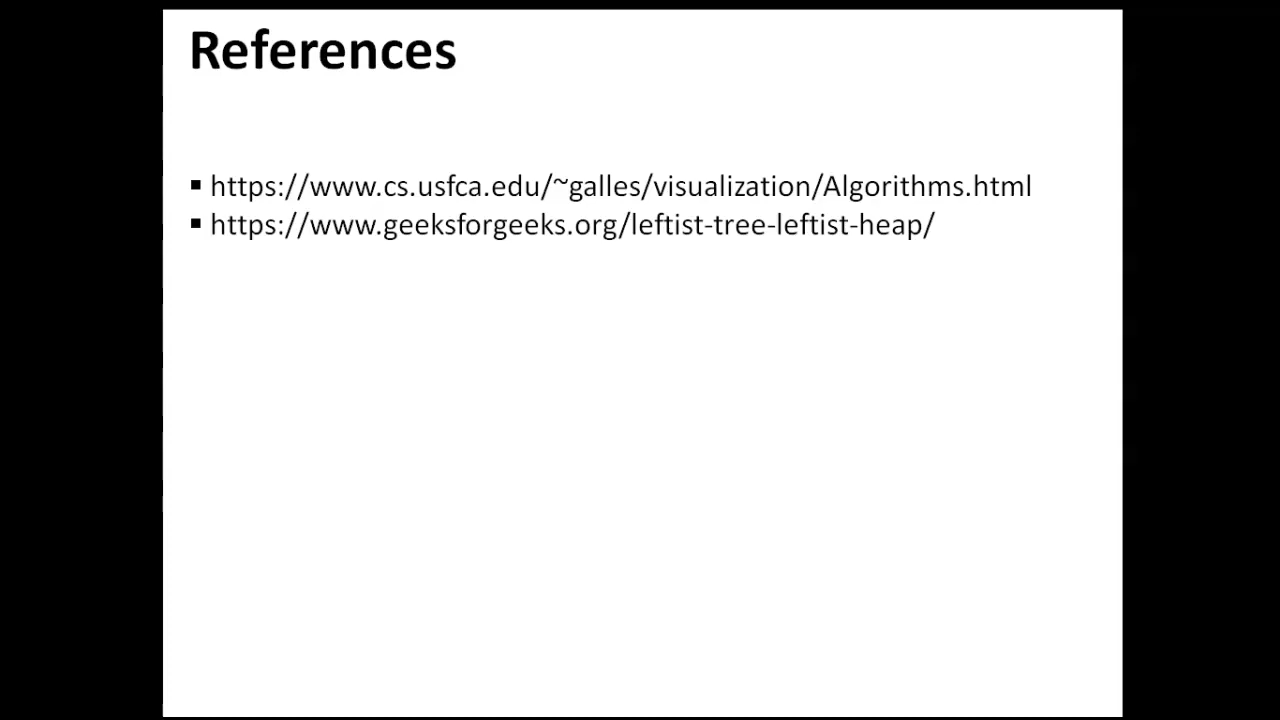 References
▪ https://www.cs.usfca.edu/~galles/visualization/Algorithms.html
▪ https://www.geeksforgeeks.org/leftist-tree-leftist-heap/